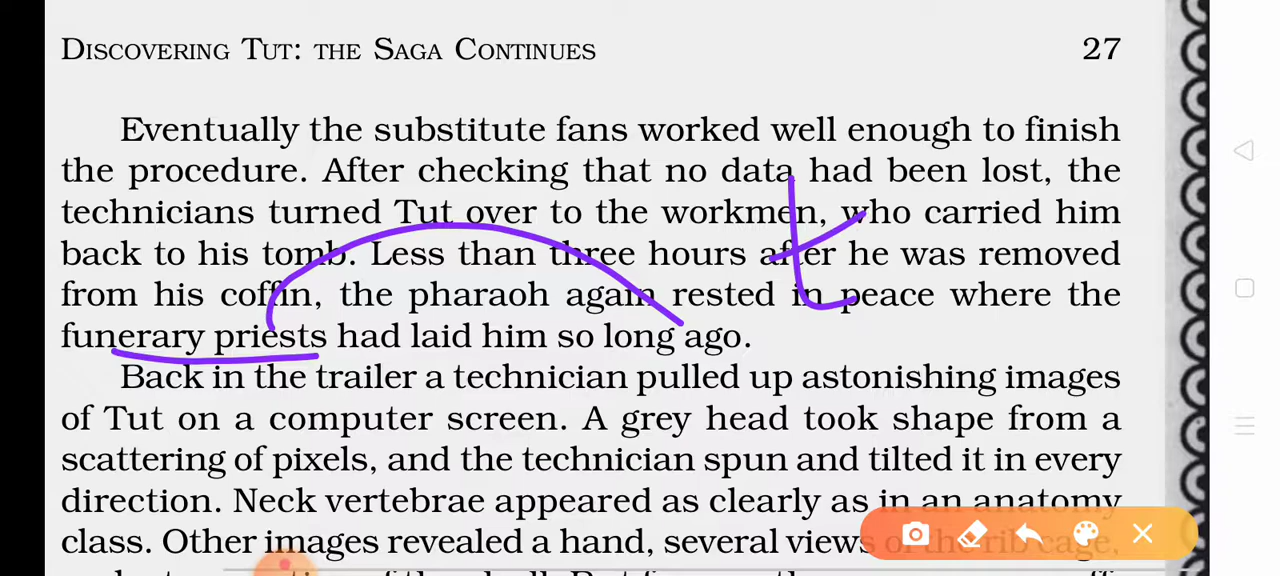 DISCOVERING TUT: THE SAGA CONTINUES 27
Eventually the substitute fans worked well enough to finish
the procedure. After checking that no data had been lost, the
technicians turned Tut over to the workmen, who carried him
back to his tomb. Less than three hours after he was removed
from his coffin, the pharaoh again rested in peace where the
funerary priests had laid him so long ago.
Back in the trailer a technician pulled up astonishing images
of Tut on a computer screen. A grey head took shape from a
scattering of pixels, and the technician spun and tilted it in every
direction. Neck vertebrae appeared as clearly as in an anatomy
class. Other images revealed a hand, several views of the rib cage,
t